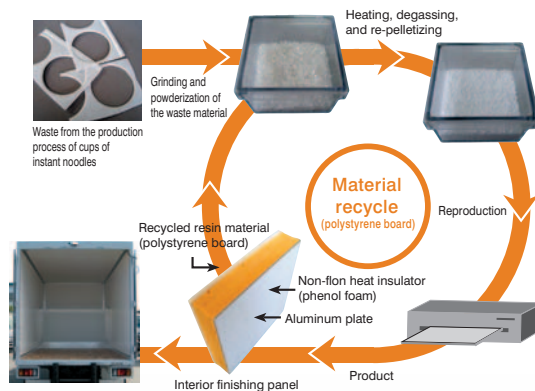 Heating, degassing,
and re-pelletizing
Grinding and
powderization of
the waste material
Waste from the production
process of cups of
instant noodles
Material
recycle
(polystyrene board)
Reproduction
Recycled resin material
(polystyrene board)
Non-flon heat insulator
(phenol foam)
Aluminum plate
Product
Interior finishing panel